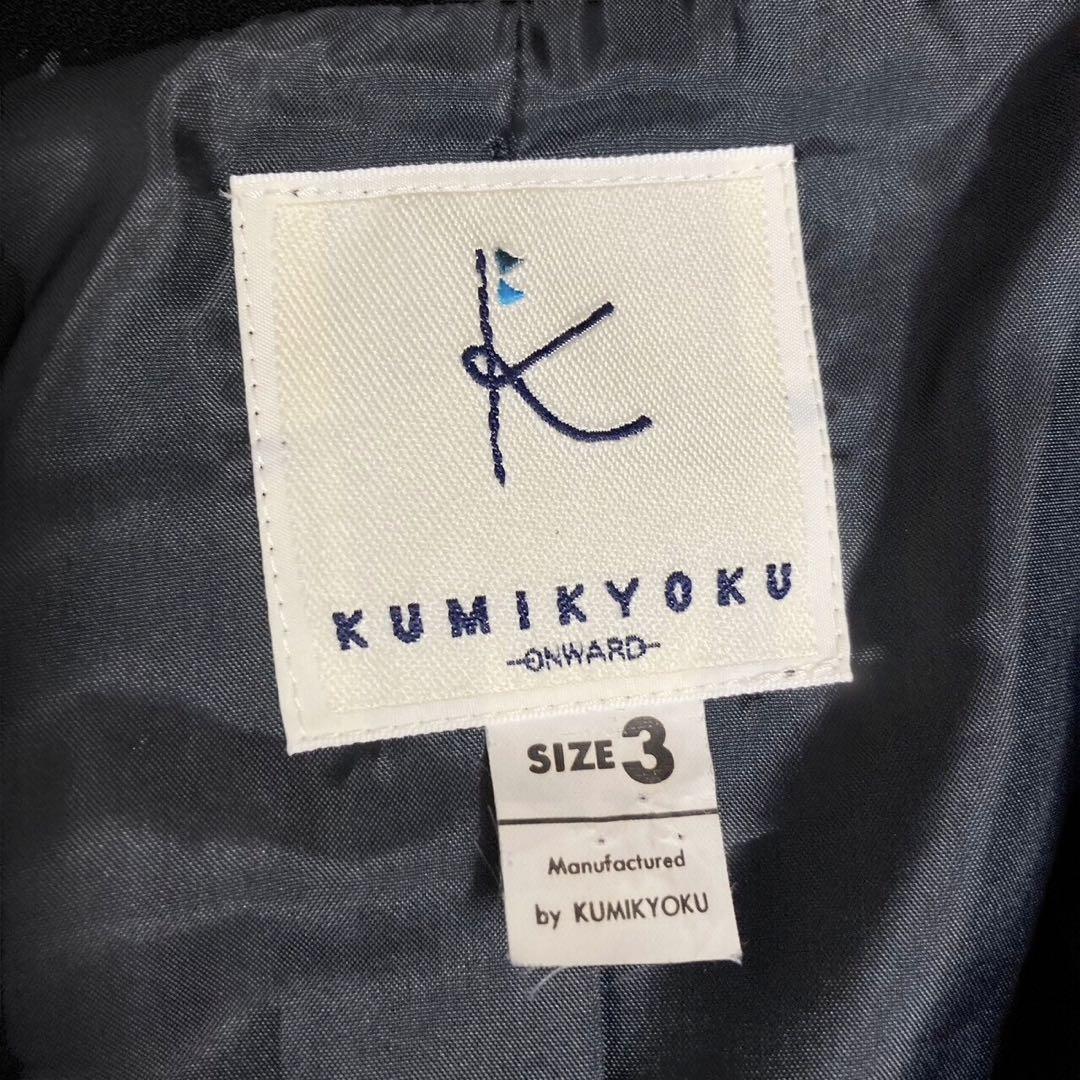 K
KUMIKYOKU
ONWARD
SIZE 3
Manufactured
by KUMIKYOKU